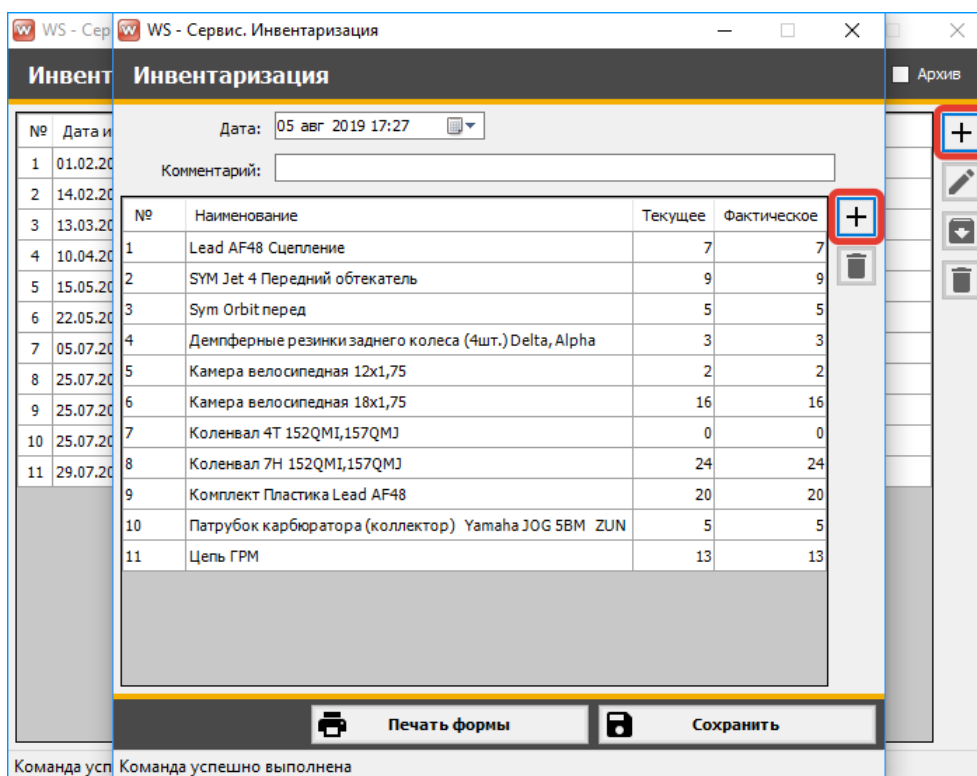 WS - Сер
WS - Сервис. Инвентаризация
Инвент
Инвентаризация
Архив
Дата: 05 авг 2019 17:27
Комментарий:
№ Дата и
1 01.02.20
2 14.02.20
3 13.03.20
4 10.04.20
5 15.05.20
6 22.05.20
7 05.07.20
8 25.07.20
9 25.07.20
10 25.07.20
11 29.07.20
№ Наименование Текущее Фактическое
1 Lead AF48 Сцепление 7 7
2 SYM Jet 4 Передний обтекатель 9 9
3 Sym Orbit перед 5 5
4 Демпферные резинки заднего колеса (4шт.) Delta, Alpha 3 3
5 Камера велосипедная 12x1,75 2 2
6 Камера велосипедная 18x1,75 16 16
7 Коленвал 4Т 152QMI,157QMJ 0 0
8 Коленвал 7Н 152QMI,157QMJ 24 24
9 Комплект Пластика Lead AF48 20 20
10 Патрубок карбюратора (коллектор) Yamaha JOG 5BM ZUN 5 5
11 Цепь ГРМ 13 13
Печать формы Сохранить
Команда усп
Команда успешно выполнена